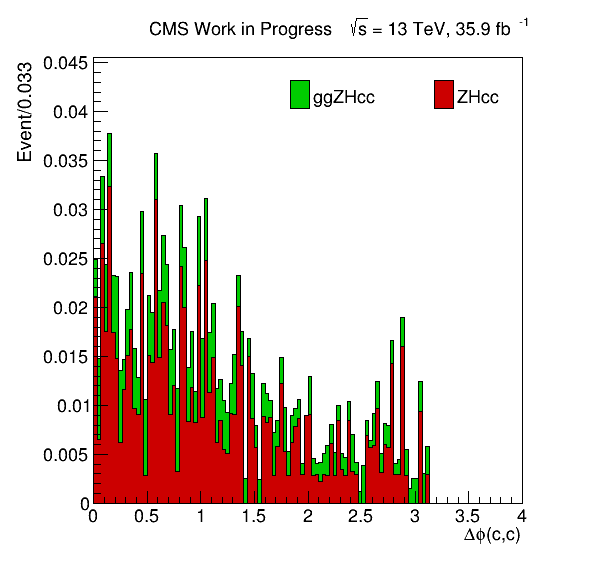 CMS Work in Progress √s = 13 TeV, 35.9 fb⁻¹
Event/0.033
ggZHcc ZHcc
0.045
0.04
0.035
0.03
0.025
0.02
0.015
0.01
0.005
0
0 0.5 1 1.5 2 2.5 3 3.5 4
Δϕ(c,c)